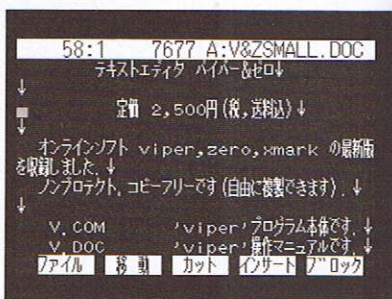 58:1 7677 A:V&ZSMALL.DOC
テキストエディタ バイパー&ゼロ↓
↓
定価 2,500円(税,送料込)↓
↓
オンラインソフト viper,zero,xmark の最新版
を収録しました.↓
ノンプロテクト,コピーフリーです(自由に複製できます).↓
↓
V.COM 'viper'プログラム本体です.↓
V.DOC 'viper'操作マニュアルです.↓
ファイル 移動 カット インサート ブロック